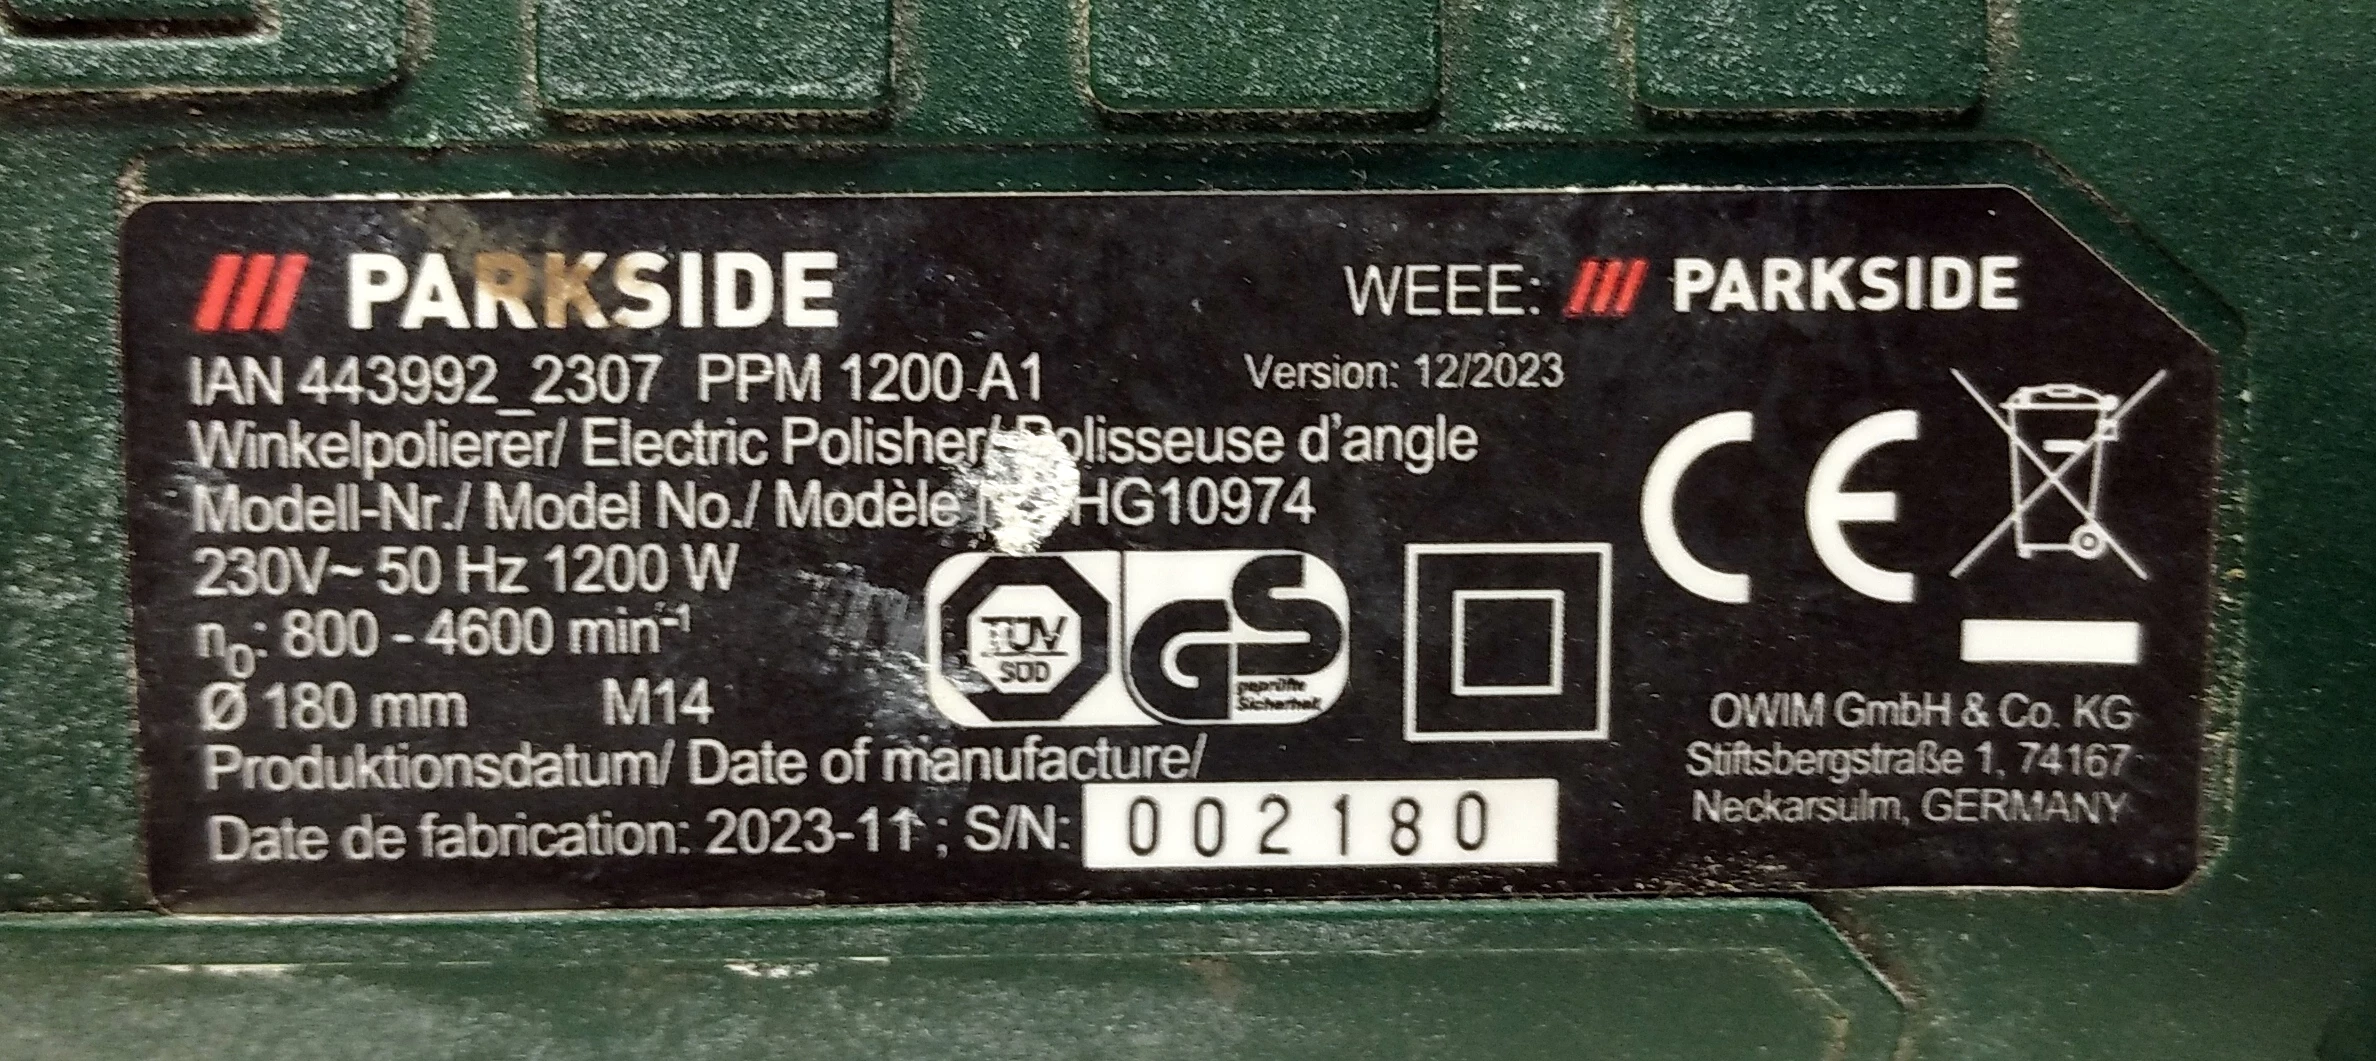 PARKSIDE
WEEE: PARKSIDE
IAN 443992_2307 PPM 1200 A1
Version: 12/2023
Winkelpolierer/ Electric Polisher/ Polisseuse d'angle
Modell-Nr./ Model No./ Modèle HG10974
230V~ 50 Hz 1200 W
n0: 800 - 4600 min-1
Ø 180 mm M14
TÜV
SÜD
GS
geprüfte
Sicherheit
CE
Produktionsdatum/ Date of manufacture/
Date de fabrication: 2023-11 ; S/N: 002180
OWIM GmbH & Co. KG
Stiftsbergstraße 1, 74167
Neckarsulm, GERMANY